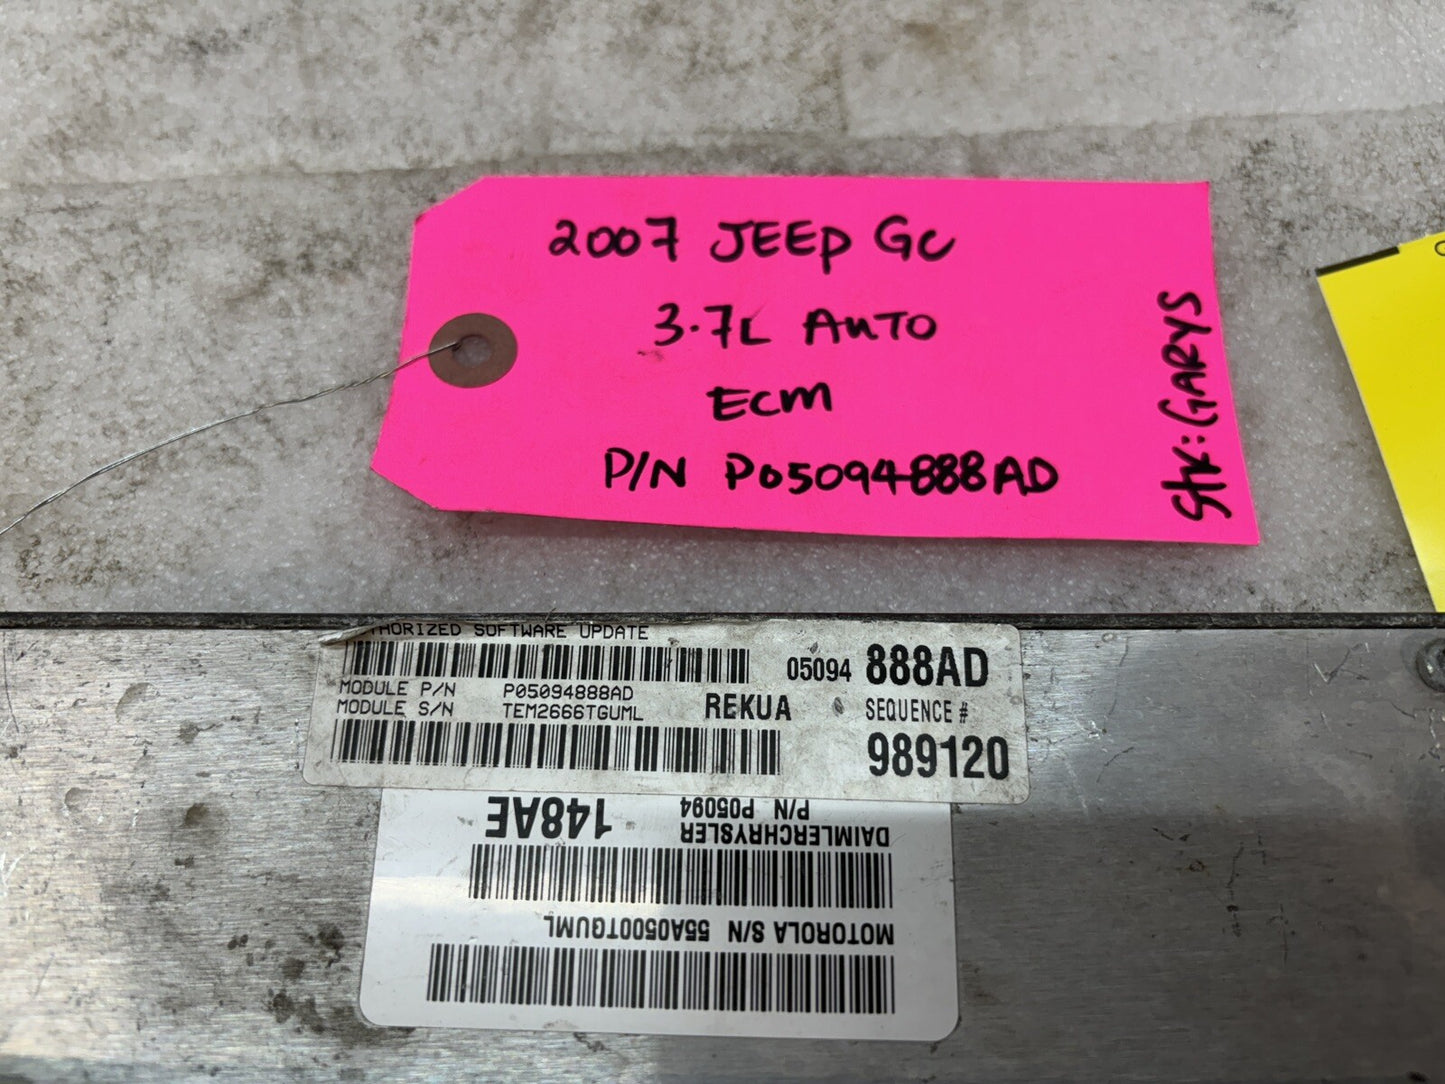 2007 JEEP GC
3.7L AUTO
ECM
P/N P05094888AD
Stk: GARYS
THORIZED SOFTWARE UPDATE
05094 888AD
MODULE P/N P05094888AD
MODULE S/N TEM2666TGUML
REKUA
SEQUENCE #
989120
MOTOROLA S/N 55A0500TGUML
DAIMLERCHRYSLER
P/N P05094 148AE